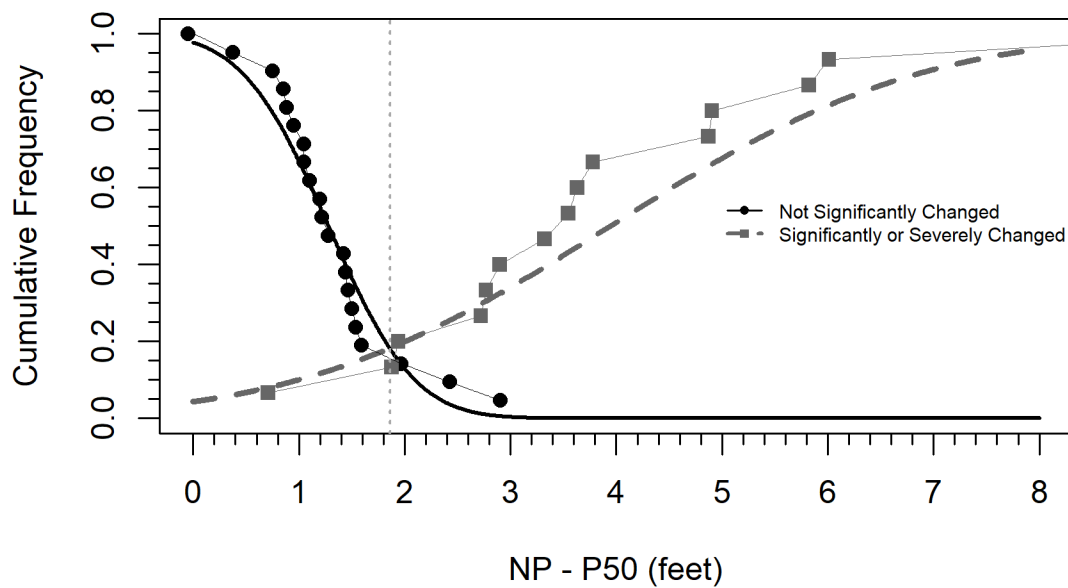 Cumulative Frequency
1.0
0.8
0.6
0.4
0.2
0.0
Not Significantly Changed
Significantly or Severely Changed
0 1 2 3 4 5 6 7 8
NP - P50 (feet)